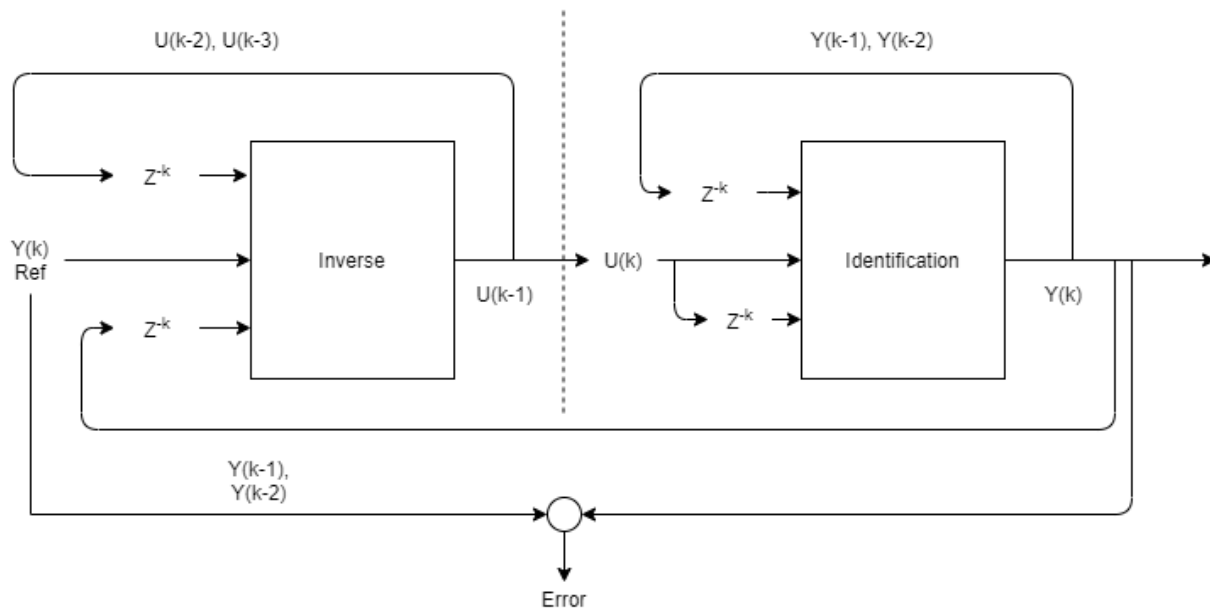 U(k-2), U(k-3)
Y(k-1), Y(k-2)
Z-k
Z-k
Y(k)
Ref
Inverse
U(k-1)
U(k)
Identification
Y(k)
Z-k
Z-k
Y(k-1),
Y(k-2)
Error